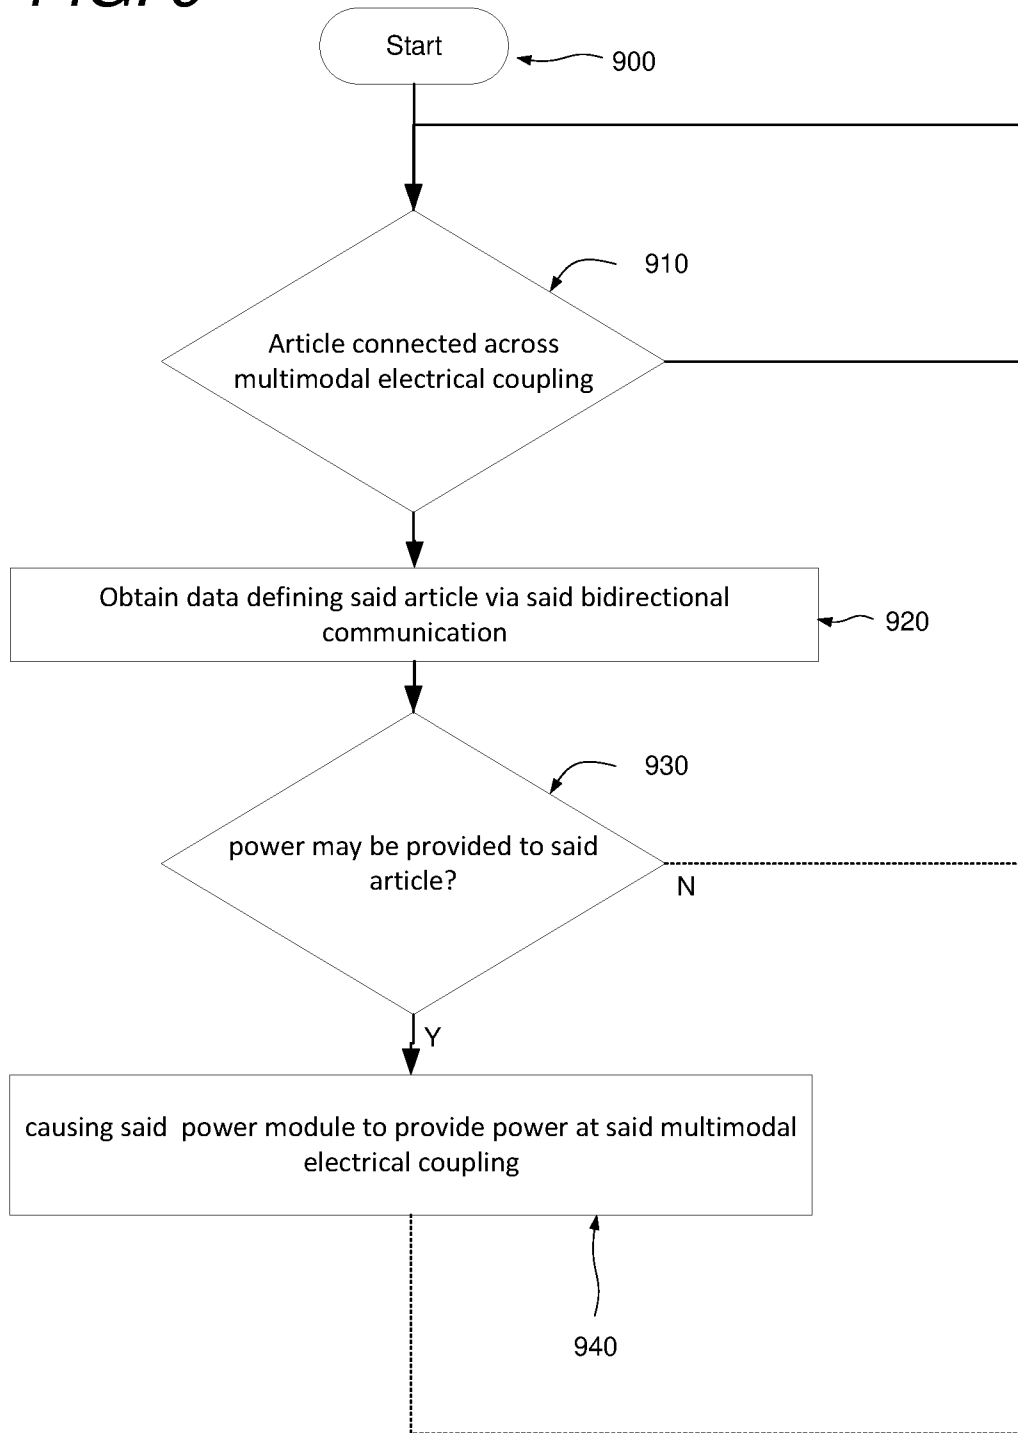 Start
900
910
Article connected across
multimodal electrical coupling
Obtain data defining said article via said bidirectional
communication
920
930
power may be provided to said
article?
N
Y
causing said  power module to provide power at said multimodal
electrical coupling
940